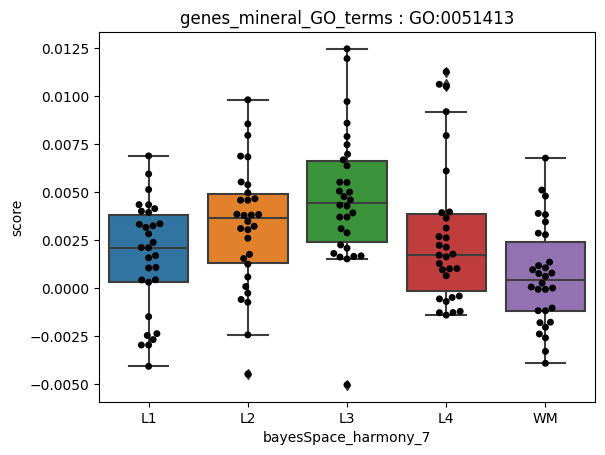 genes_mineral_GO_terms : GO:0051413
0.0125
0.0100
0.0075
0.0050
0.0025
0.0000
−0.0025
−0.0050
score
L1 L2 L3 L4 WM
bayesSpace_harmony_7